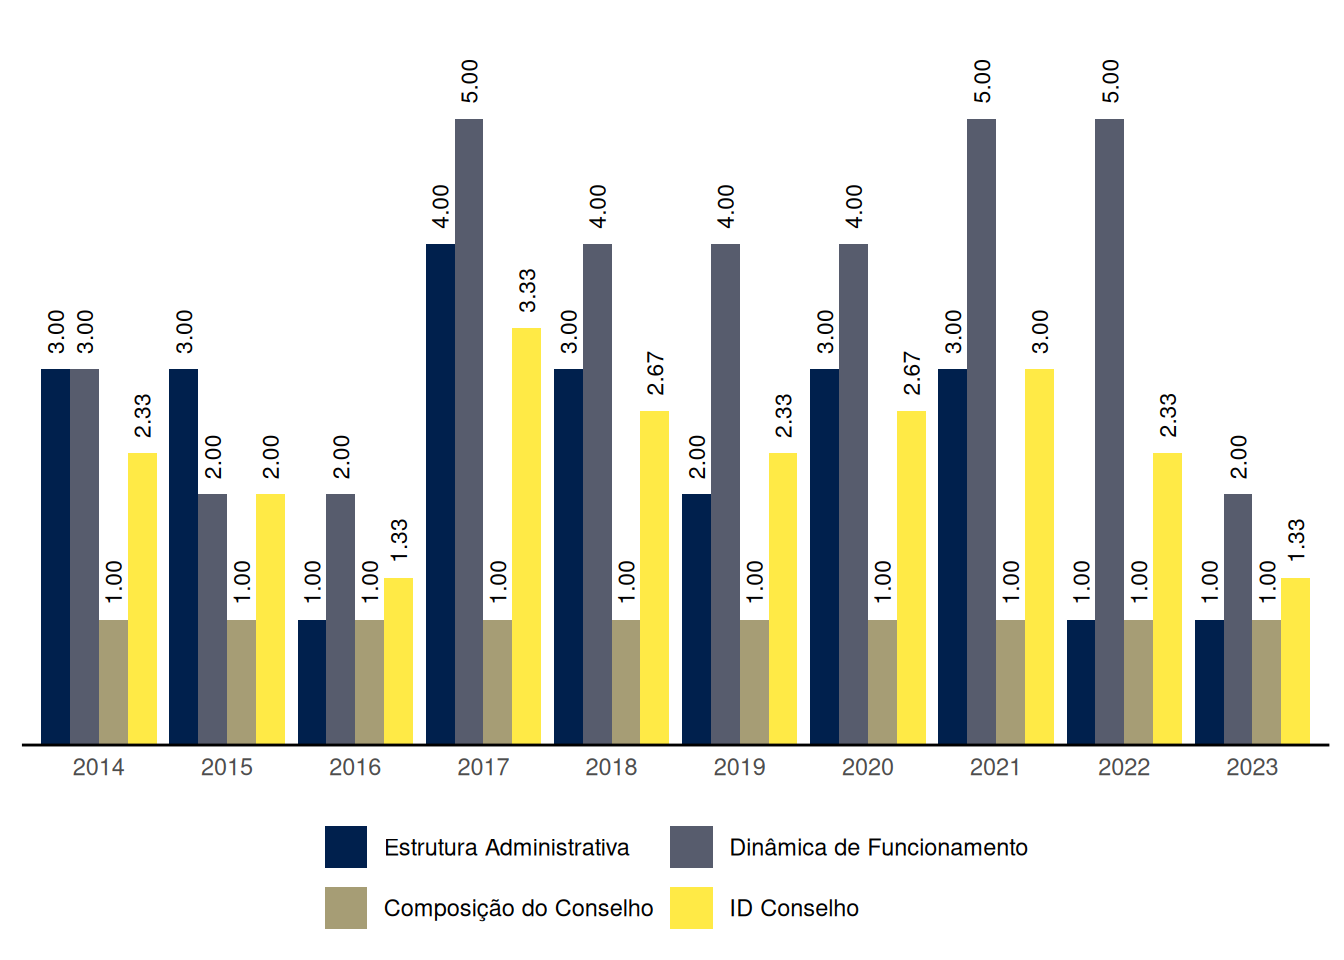 3.00 3.00 1.00 2.33
3.00 2.00 1.00 2.00
1.00 2.00 1.00 1.33
4.00 5.00 1.00 3.33
3.00 4.00 1.00 2.67
2.00 4.00 1.00 2.33
3.00 4.00 1.00 2.67
3.00 5.00 1.00 3.00
1.00 5.00 1.00 2.33
1.00 2.00 1.00 1.33
2014 2015 2016 2017 2018 2019 2020 2021 2022 2023
Estrutura Administrativa Dinâmica de Funcionamento
Composição do Conselho ID Conselho